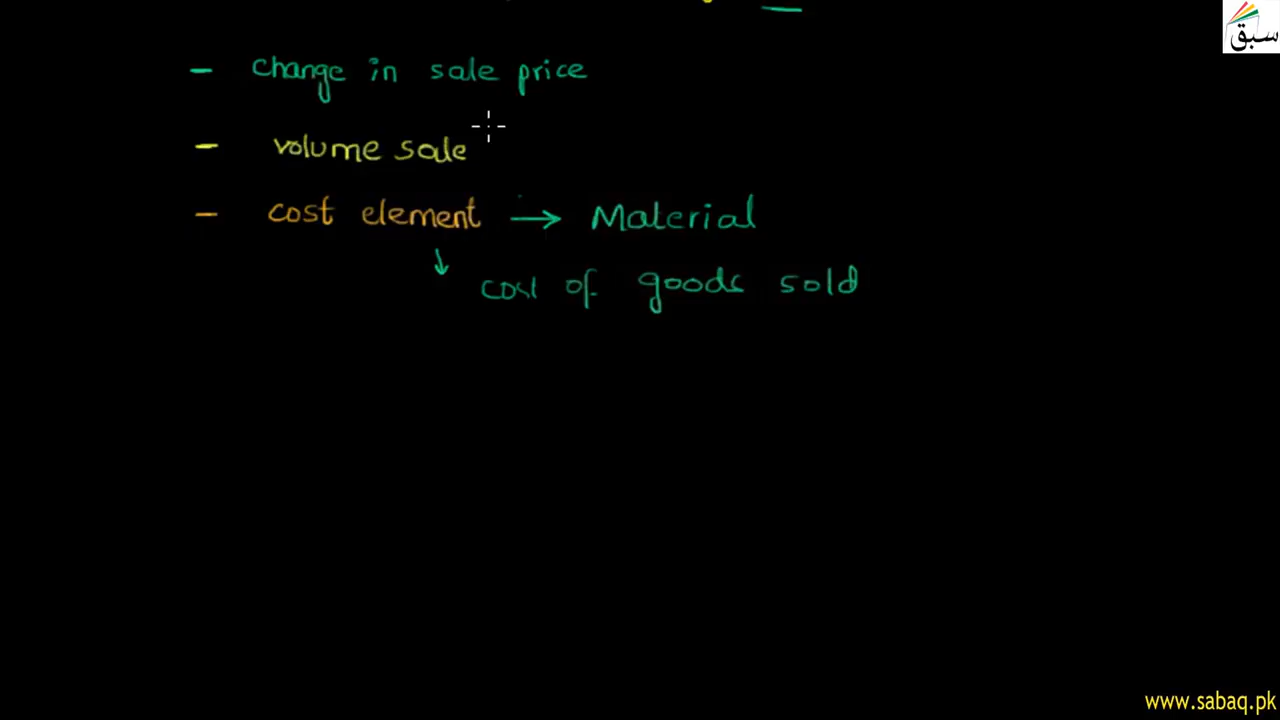 سبق
- change in sale price
- volume sale
- cost element → Material
↓ cost of goods sold
www.sabaq.pk